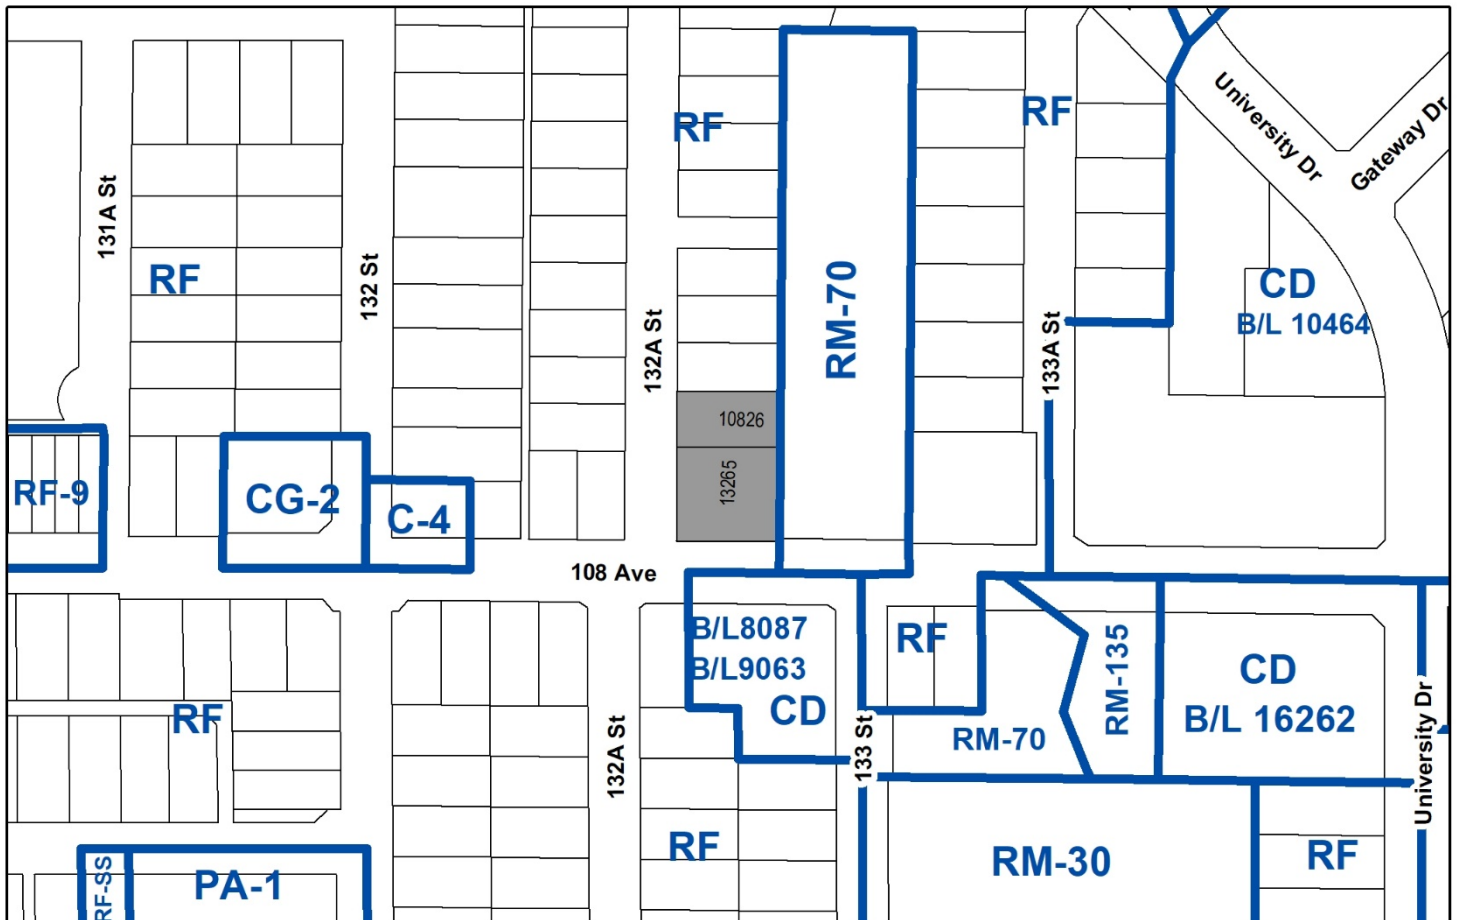 University Dr
Gateway Dr
RF
RF
131A St
RF
132 St
RM-70
CD
B/L 10464
132A St
133A St
10826
13265
RF-9
CG-2
C-4
108 Ave
B/L8087
B/L9063
CD
RF
RM-135
CD
B/L 16262
RF
132A St
133 St
RM-70
University Dr
RF
RM-30
RF
RF-SS
PA-1